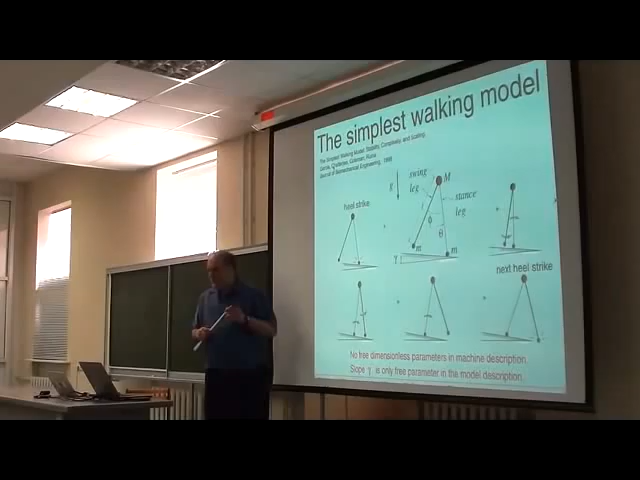 The simplest walking model
The Simplest Walking Model: Stability, Complexity, and Scaling,
Garcia, Chatterjee, Coleman, Ruina
Journal of Biomechanical Engineering, 1998
heel strike
g
swing
leg
M
stance
leg
ϕ
θ
m
m
γ
next heel strike
No free dimensionless parameters in machine description.
Slope γ is only free parameter in the model description.